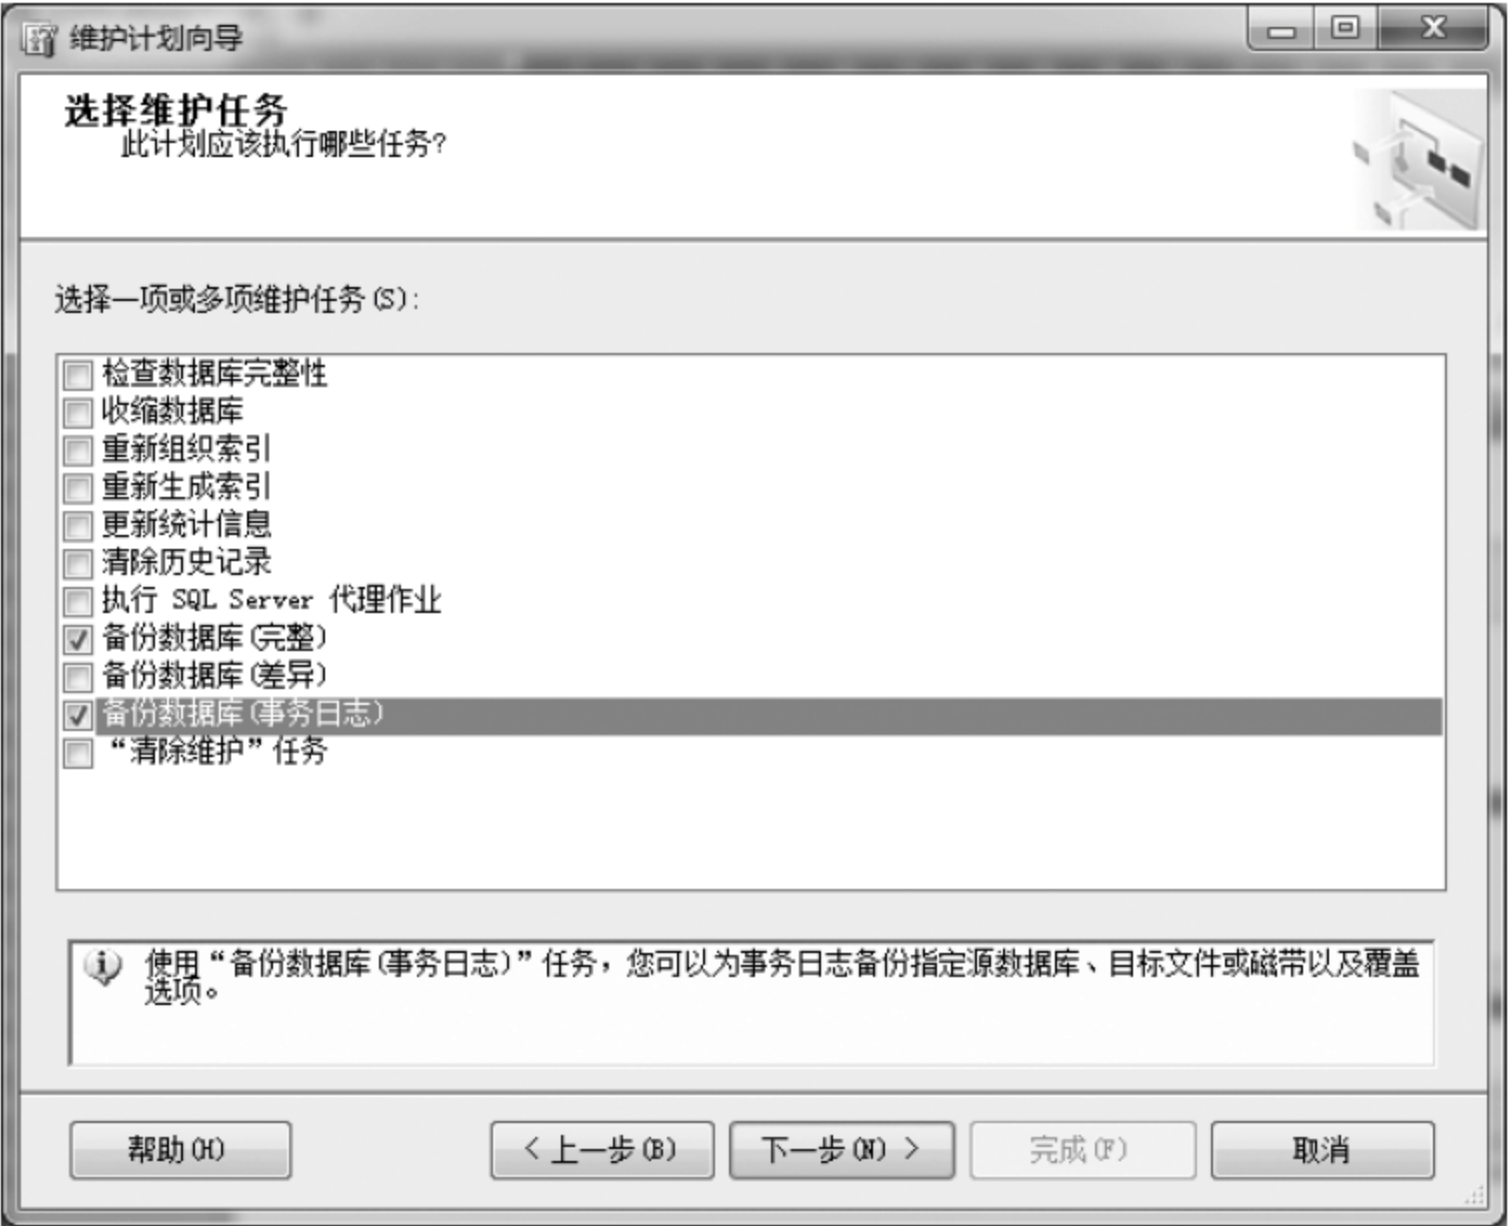 维护计划向导
选择维护任务
此计划应该执行哪些任务?
选择一项或多项维护任务(S):
检查数据库完整性
收缩数据库
重新组织索引
重新生成索引
更新统计信息
清除历史记录
执行 SQL Server 代理作业
备份数据库(完整)
备份数据库(差异)
备份数据库(事务日志)
“清除维护”任务
使用“备份数据库(事务日志)”任务，您可以为事务日志备份指定源数据库、目标文件或磁带以及覆盖
选项。
帮助(H)
< 上一步(B)
下一步(N) >
完成(F)
取消